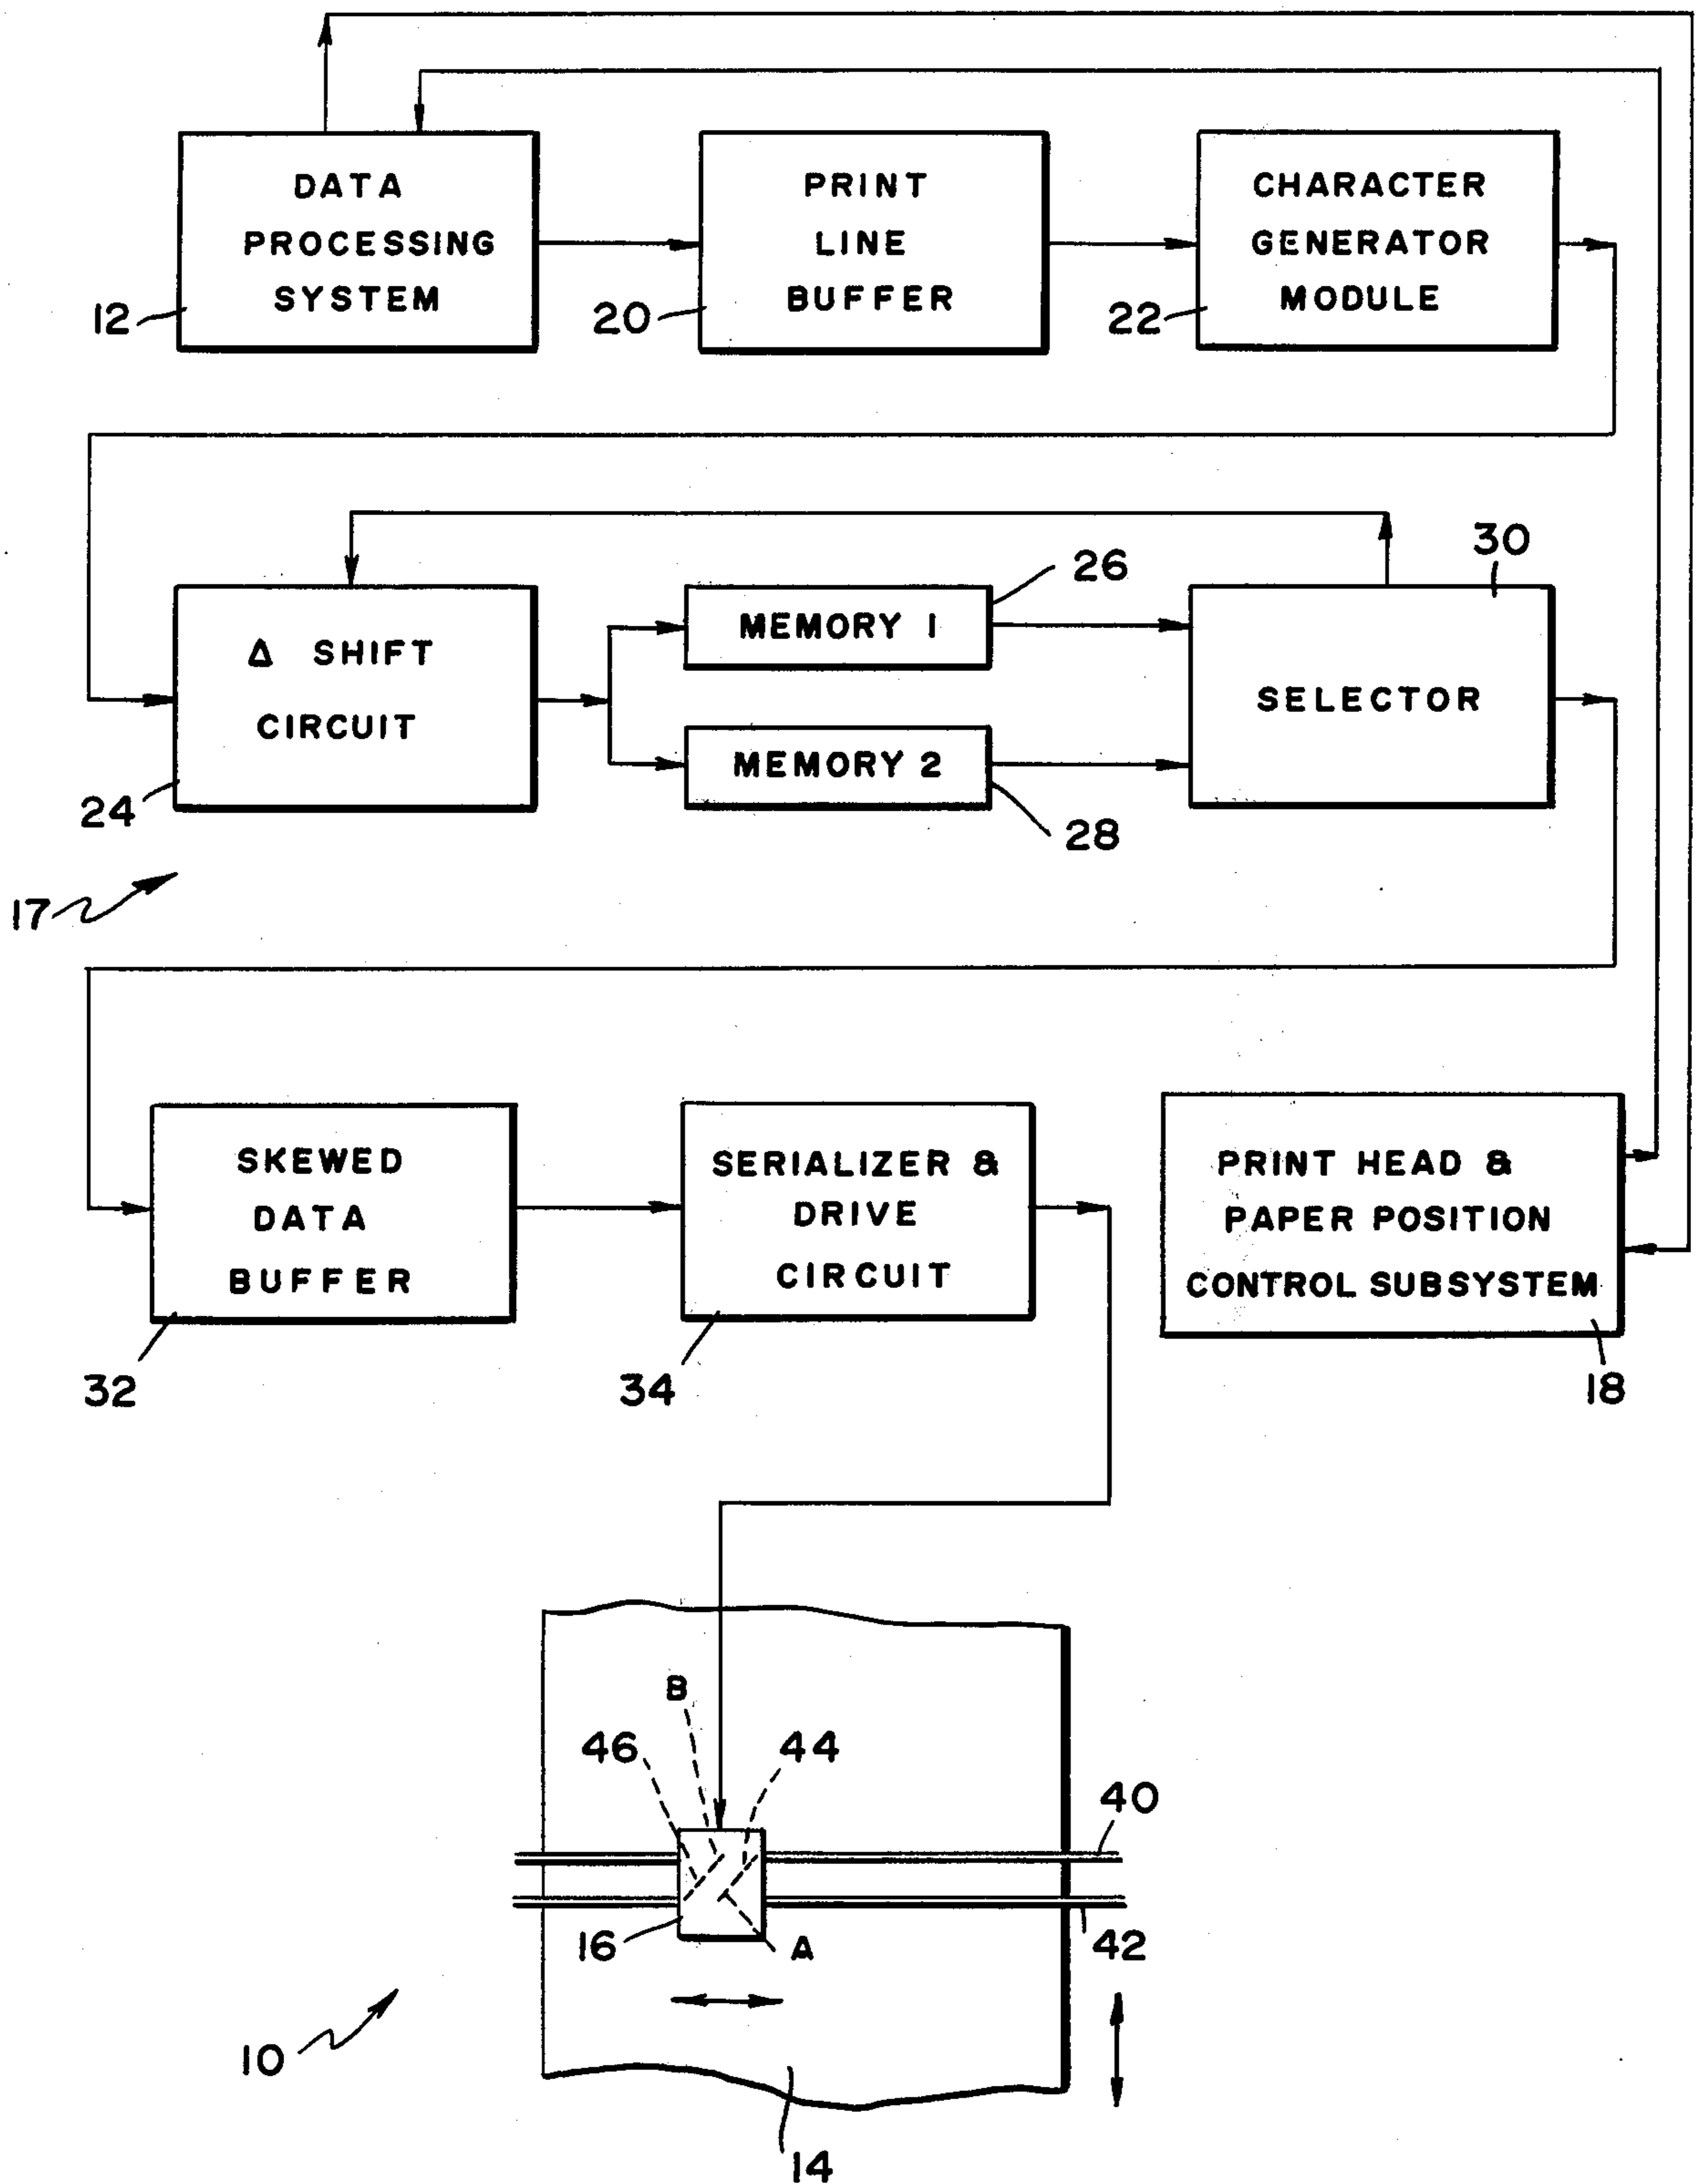 DATA
PROCESSING
SYSTEM
12
PRINT
LINE
BUFFER
20
CHARACTER
GENERATOR
MODULE
22
Δ SHIFT
CIRCUIT
24
MEMORY 1
26
MEMORY 2
28
SELECTOR
30
17
SKEWED
DATA
BUFFER
32
SERIALIZER &
DRIVE
CIRCUIT
34
PRINT HEAD &
PAPER POSITION
CONTROL SUBSYSTEM
18
B
46
44
40
16
A
42
10
14